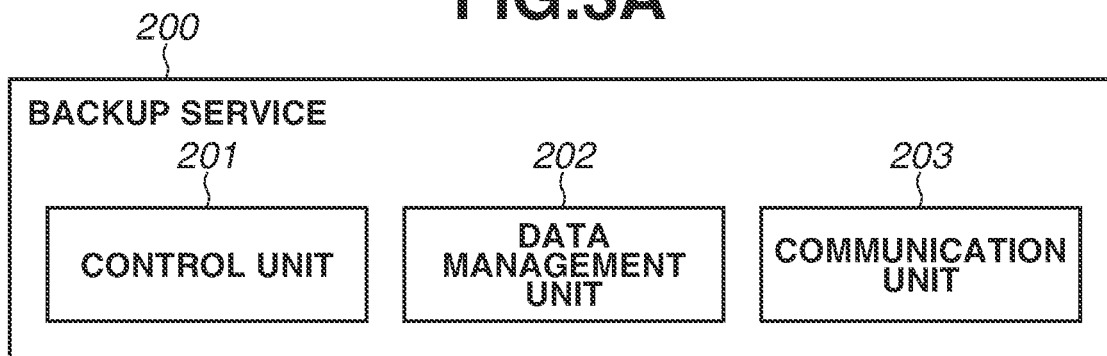 FIG.3A
200
BACKUP SERVICE
201
202
203
CONTROL UNIT
DATA
MANAGEMENT
UNIT
COMMUNICATION
UNIT